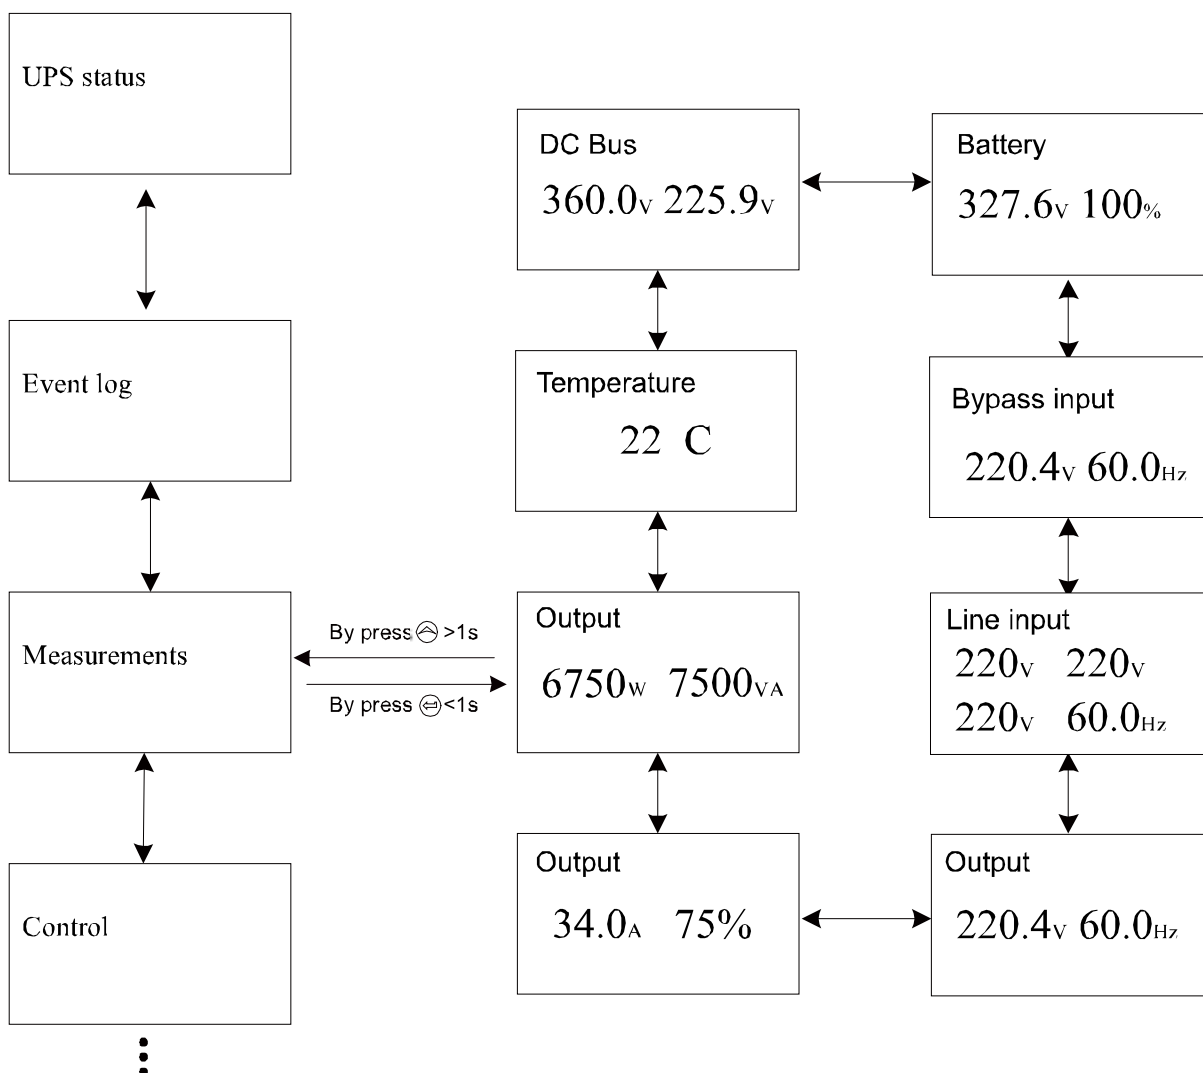 UPS status
Event log
Measurements
Control
By press >1s
By press <1s
DC Bus
360.0V 225.9V
Temperature
22 C
Output
6750W 7500VA
Output
34.0A 75%
Battery
327.6V 100%
Bypass input
220.4V 60.0Hz
Line input
220V 220V
220V 60.0Hz
Output
220.4V 60.0Hz